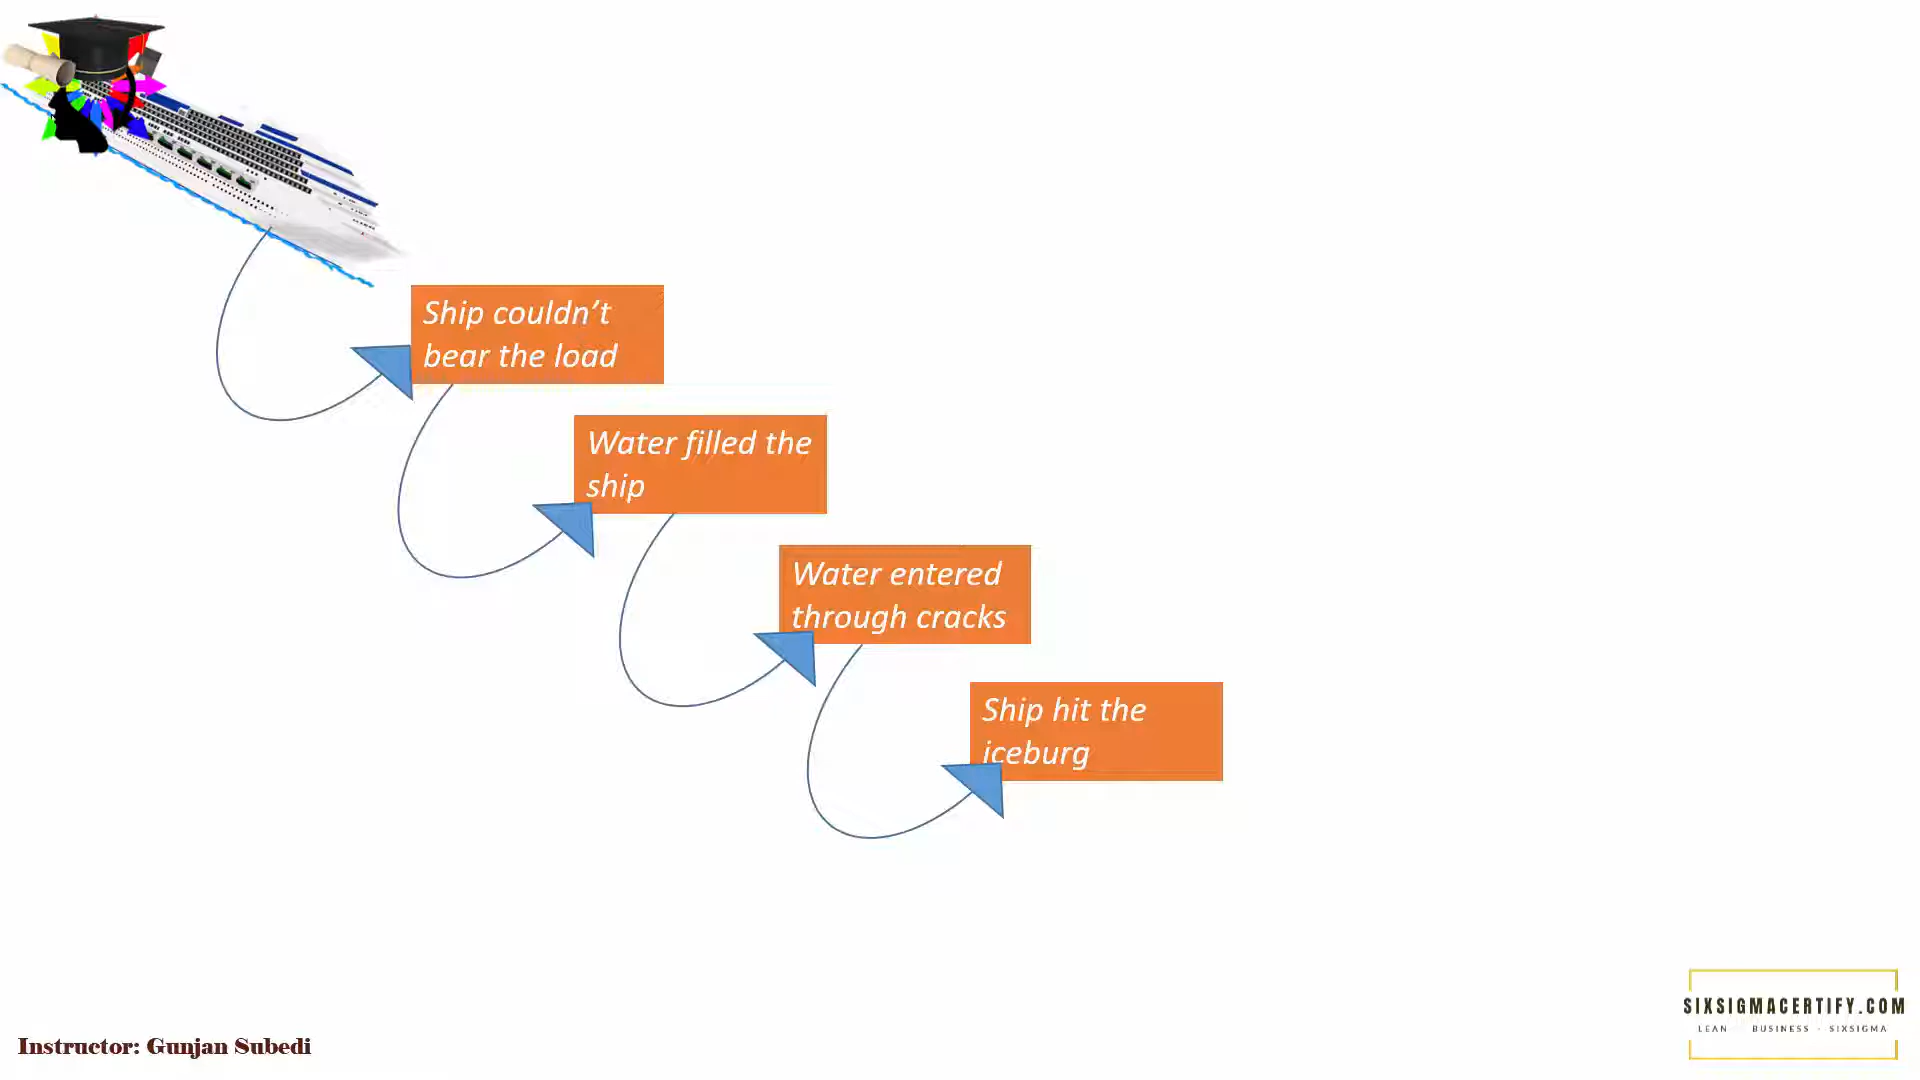 Ship couldn’t
bear the load
Water filled the
ship
Water entered
through cracks
Ship hit the
iceburg
Instructor: Gunjan Subedi
SIXSIGMACERTIFY.COM
LEAN · BUSINESS · SIXSIGMA